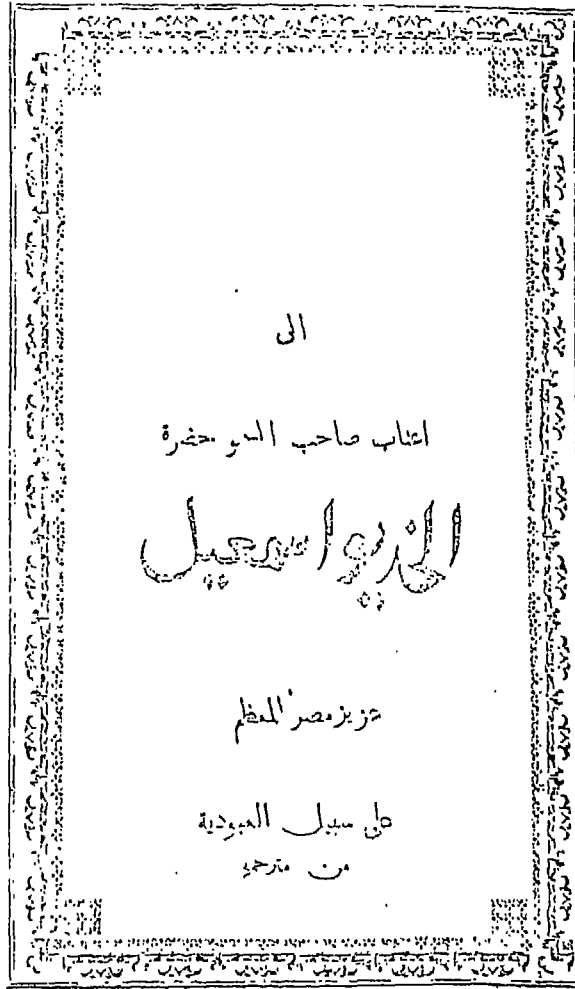 الى
اعتاب صاحب السمو حضرة
الخديو اسمعيل
عزيز مصر المعظم
على سبيل العبودية
من مترجمه